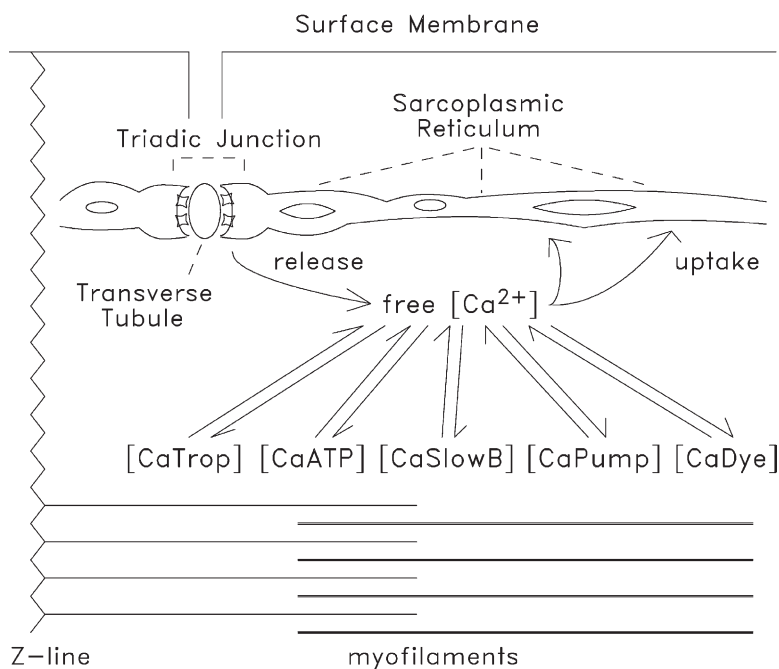 Surface Membrane
Sarcoplasmic
Reticulum
Triadic Junction
release
uptake
Transverse
Tubule
free [Ca²⁺]
[CaTrop] [CaATP] [CaSlowB] [CaPump] [CaDye]
Z-line
myofilaments